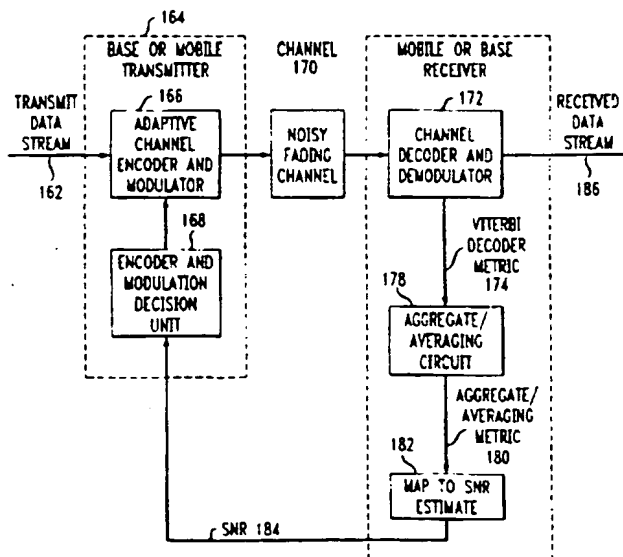 164
BASE OR MOBILE
TRANSMITTER
CHANNEL
170
MOBILE OR BASE
RECEIVER
TRANSMIT
DATA
STREAM
162
166
ADAPTIVE
CHANNEL
ENCODER AND
MODULATOR
NOISY
FADING
CHANNEL
172
CHANNEL
DECODER AND
DEMODULATOR
RECEIVED
DATA
STREAM
186
168
ENCODER AND
MODULATION
DECISION
UNIT
VITERBI
DECODER
METRIC
174
178
AGGREGATE/
AVERAGING
CIRCUIT
AGGREGATE/
AVERAGING
METRIC
180
182
MAP TO SNR
ESTIMATE
SNR 184